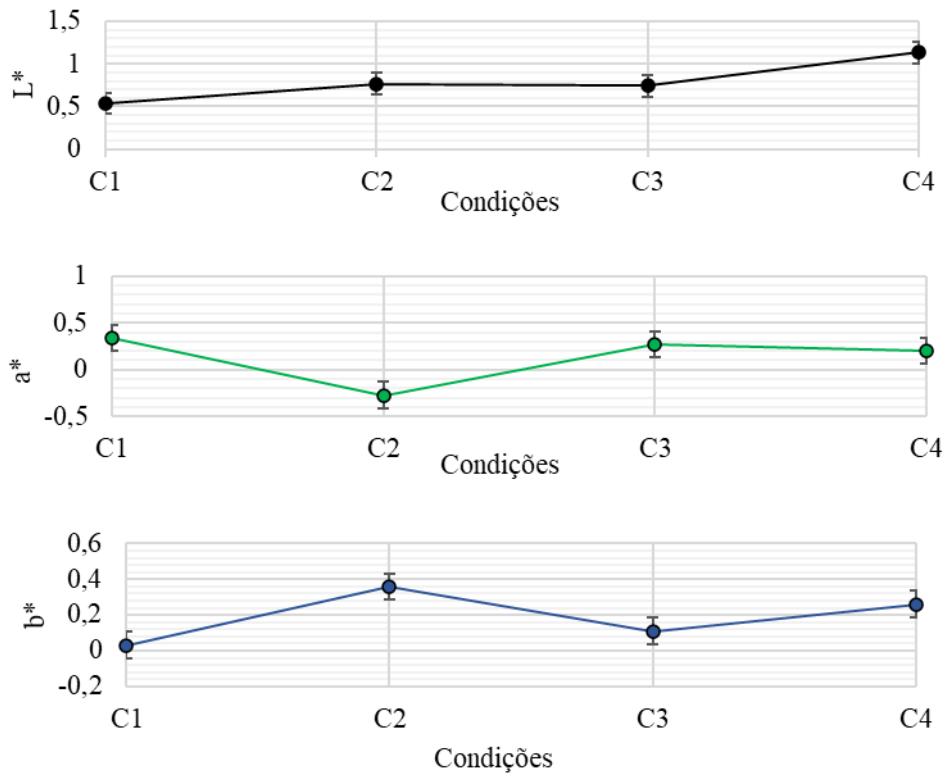 1,5
1
0,5
0
L*
C1 C2 C3 C4
Condições
1
0,5
0
-0,5
a*
C1 C2 C3 C4
Condições
0,6
0,4
0,2
0
-0,2
b*
C1 C2 C3 C4
Condições